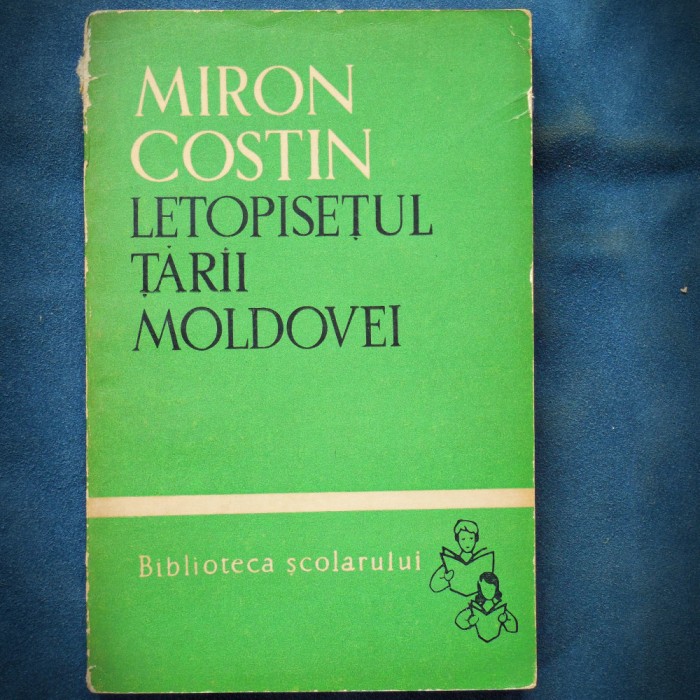 MIRON
COSTIN
LETOPISEȚUL
ȚĂRII
MOLDOVEI
Biblioteca școlarului